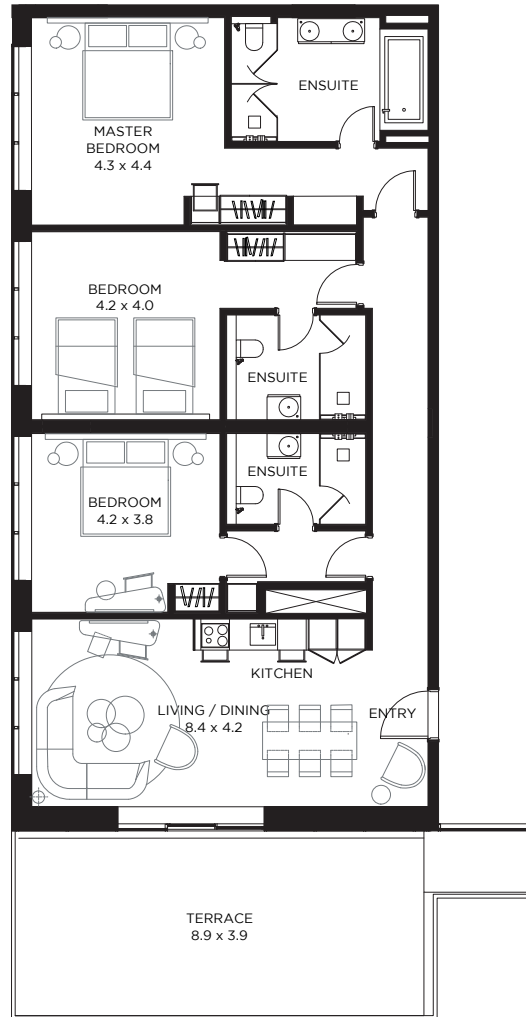 ENSUITE
MASTER
BEDROOM
4.3 x 4.4
BEDROOM
4.2 x 4.0
ENSUITE
ENSUITE
BEDROOM
4.2 x 3.8
KITCHEN
LIVING / DINING
8.4 x 4.2
ENTRY
TERRACE
8.9 x 3.9